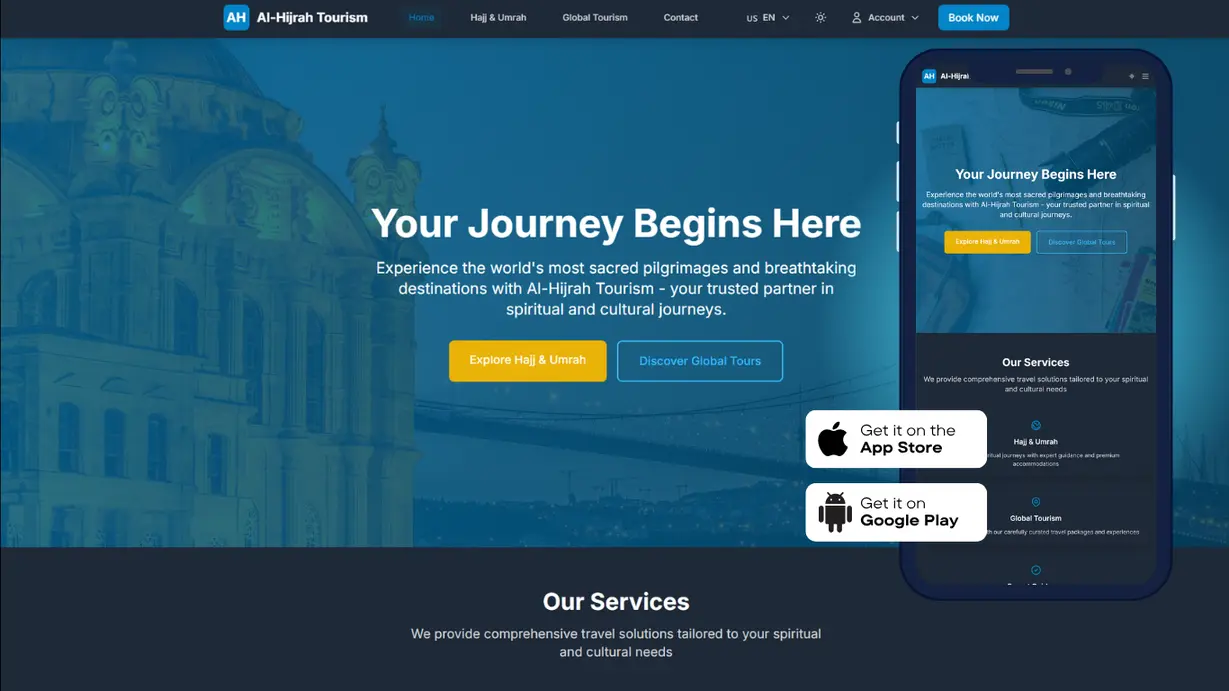 AH Al-Hijrah Tourism Home Hajj & Umrah Global Tourism Contact US EN Account Book Now
Your Journey Begins Here
Experience the world's most sacred pilgrimages and breathtaking
destinations with Al-Hijrah Tourism - your trusted partner in
spiritual and cultural journeys.
Explore Hajj & Umrah Discover Global Tours
AH Al-Hijrah
Your Journey Begins Here
Experience the world's most sacred pilgrimages and breathtaking
destinations with Al-Hijrah Tourism - your trusted partner in spiritual
and cultural journeys.
Explore Hajj & Umrah Discover Global Tours
Our Services
We provide comprehensive travel solutions tailored to your spiritual
and cultural needs
Hajj & Umrah
journeys with expert guidance and premium
accommodations
Global Tourism
our carefully curated travel packages and experiences
Get it on the
App Store
Get it on
Google Play
Our Services
We provide comprehensive travel solutions tailored to your spiritual
and cultural needs